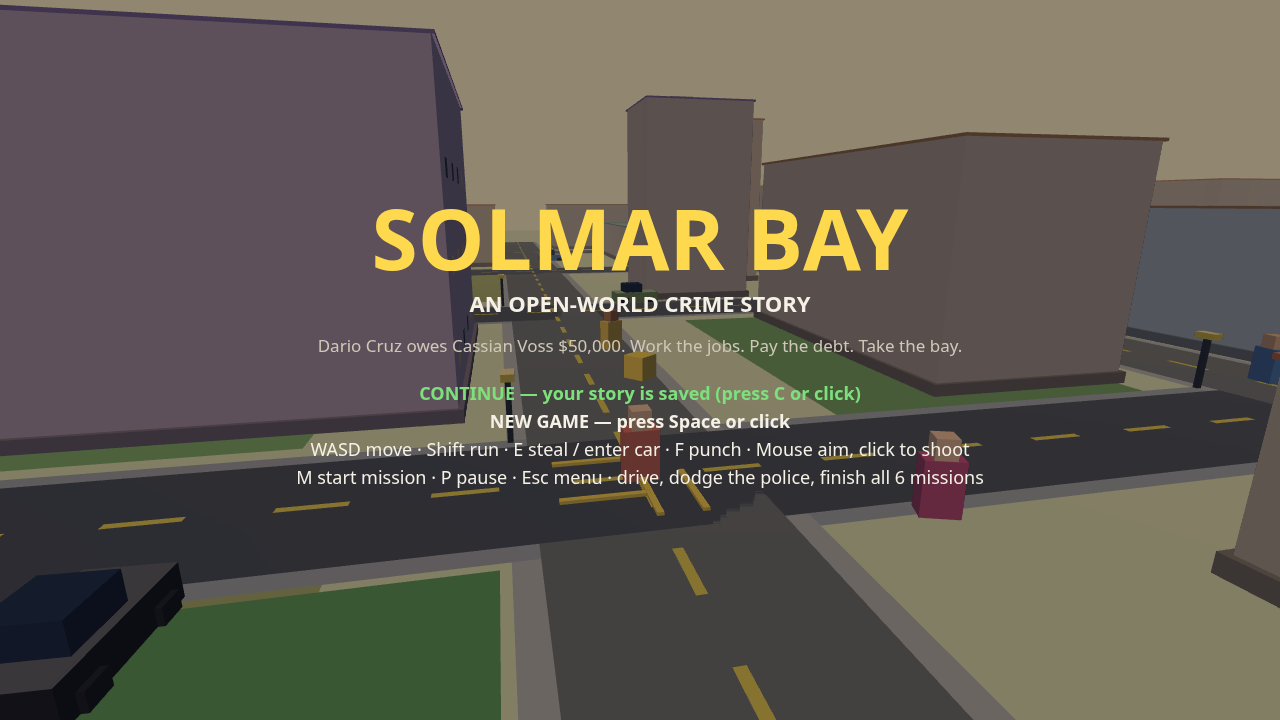 SOLMAR BAY
AN OPEN-WORLD CRIME STORY
Dario Cruz owes Cassian Voss $50,000. Work the jobs. Pay the debt. Take the bay.
CONTINUE — your story is saved (press C or click)
NEW GAME — press Space or click
WASD move · Shift run · E steal / enter car · F punch · Mouse aim, click to shoot
M start mission · P pause · Esc menu · drive, dodge the police, finish all 6 missions